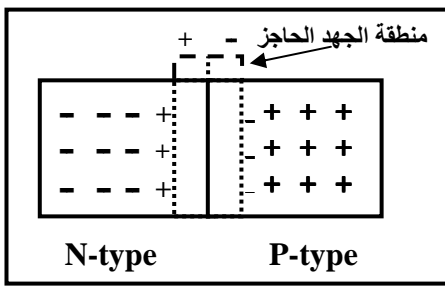 + - منطقة الجهد الحاجز
- - - + - + + +
- - - + - + + +
- - - + - + + +
N-type P-type